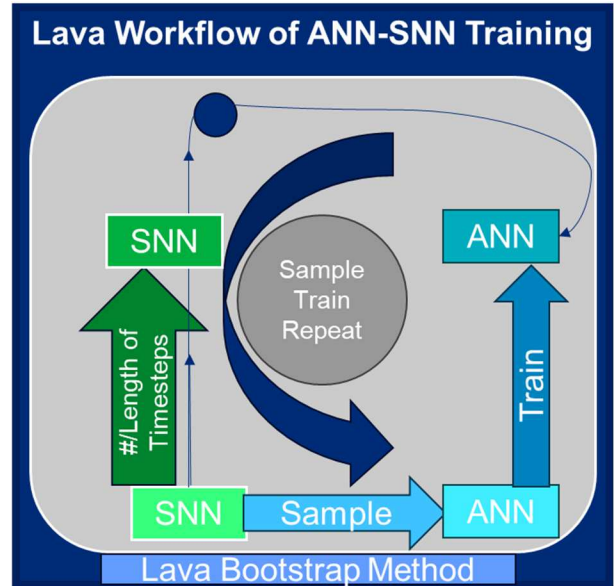 Lava Workflow of ANN-SNN Training
SNN
ANN
Sample
Train
Repeat
#/Length of
Timesteps
Train
SNN
Sample
ANN
Lava Bootstrap Method